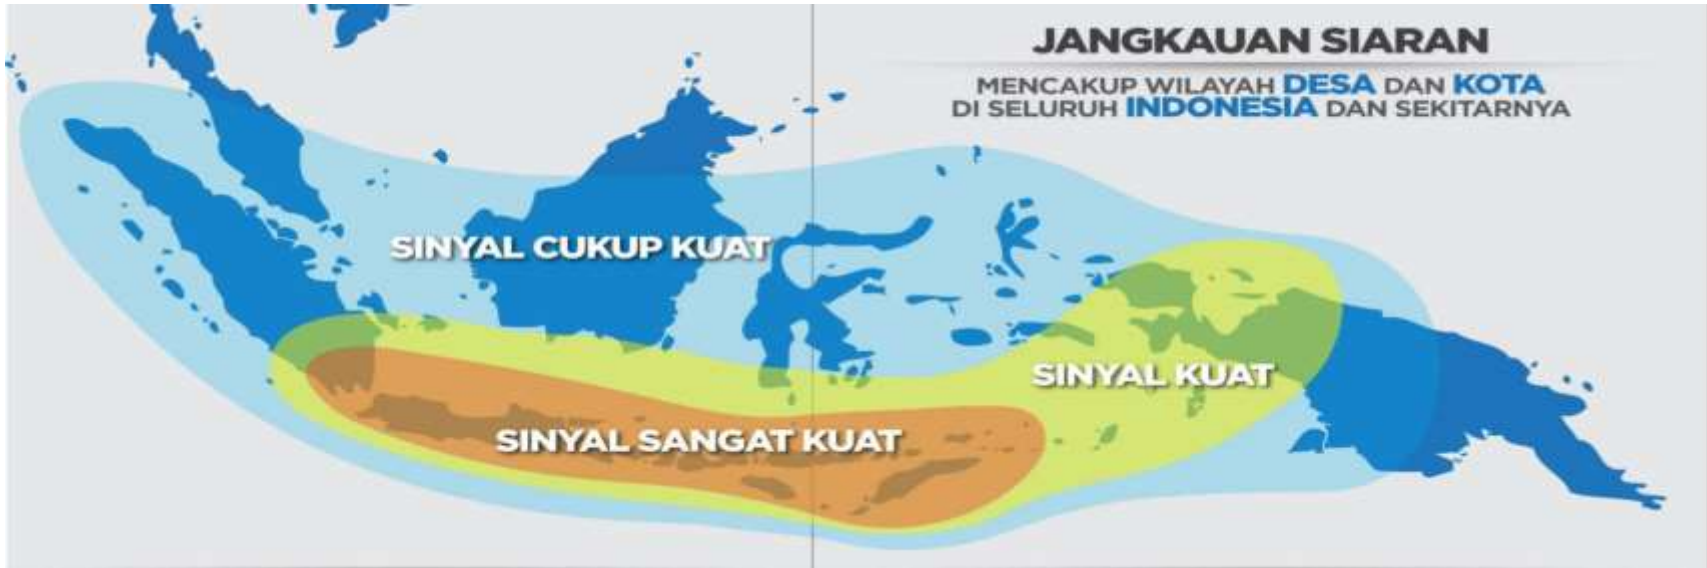 JANGKAUAN SIARAN
MENCAKUP WILAYAH DESA DAN KOTA
DI SELURUH INDONESIA DAN SEKITARNYA
SINYAL CUKUP KUAT
SINYAL KUAT
SINYAL SANGAT KUAT